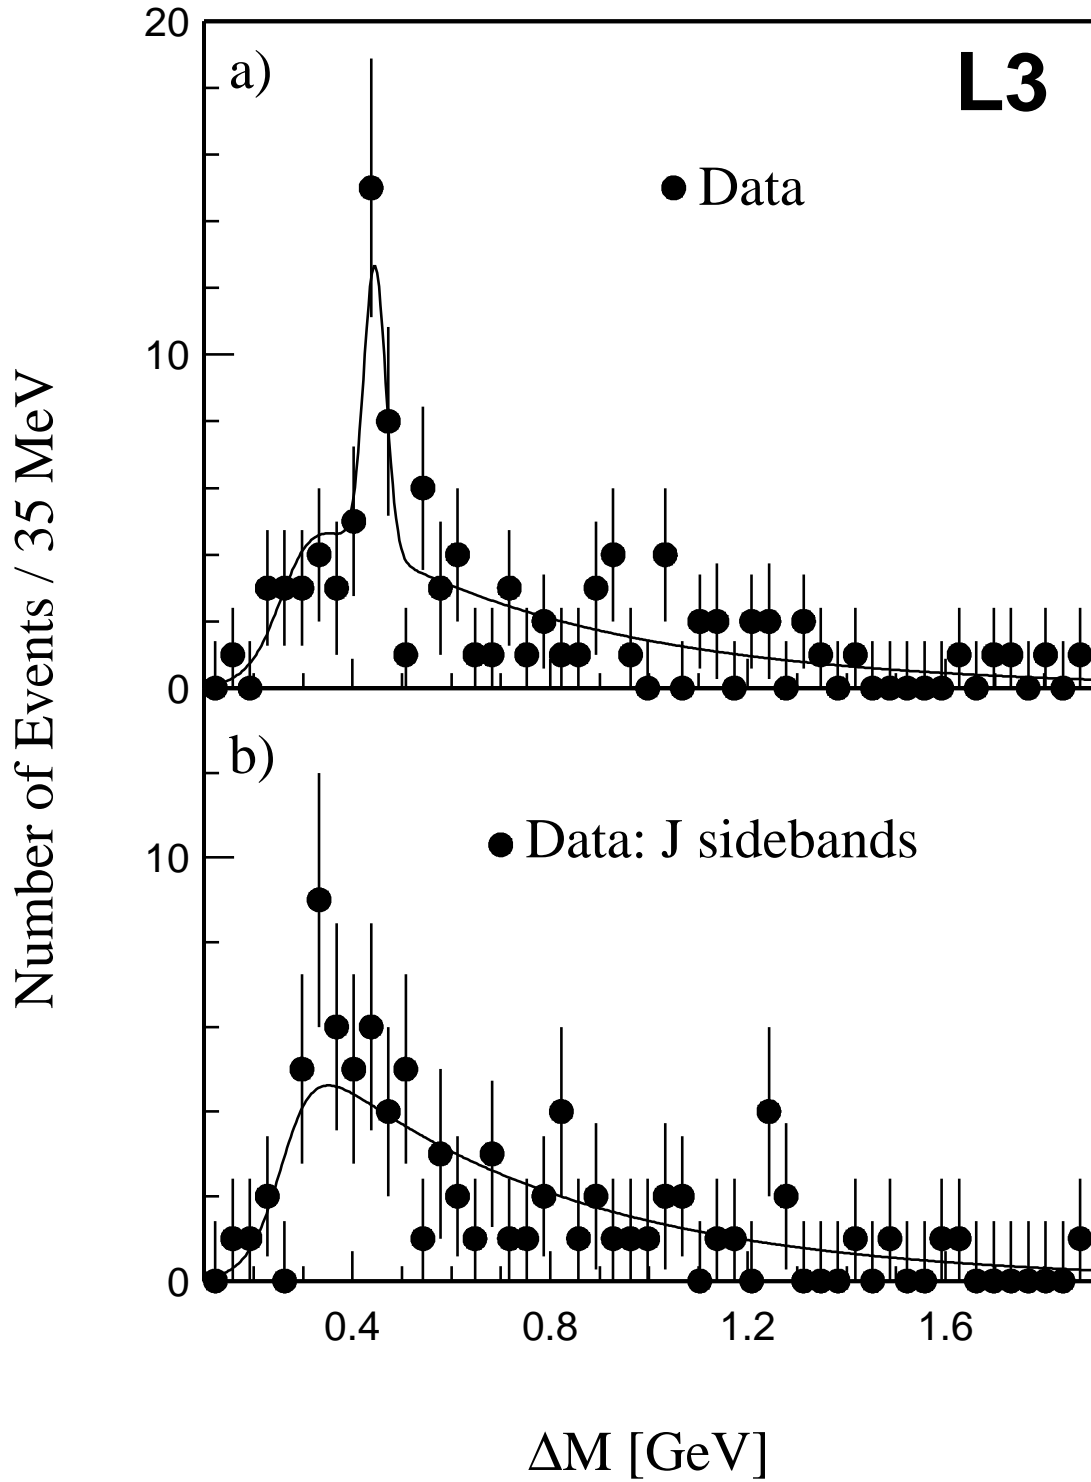 20
a)
L3
Data
10
0
b)
Data: J sidebands
10
0
0.4 0.8 1.2 1.6
ΔM [GeV]
Number of Events / 35 MeV